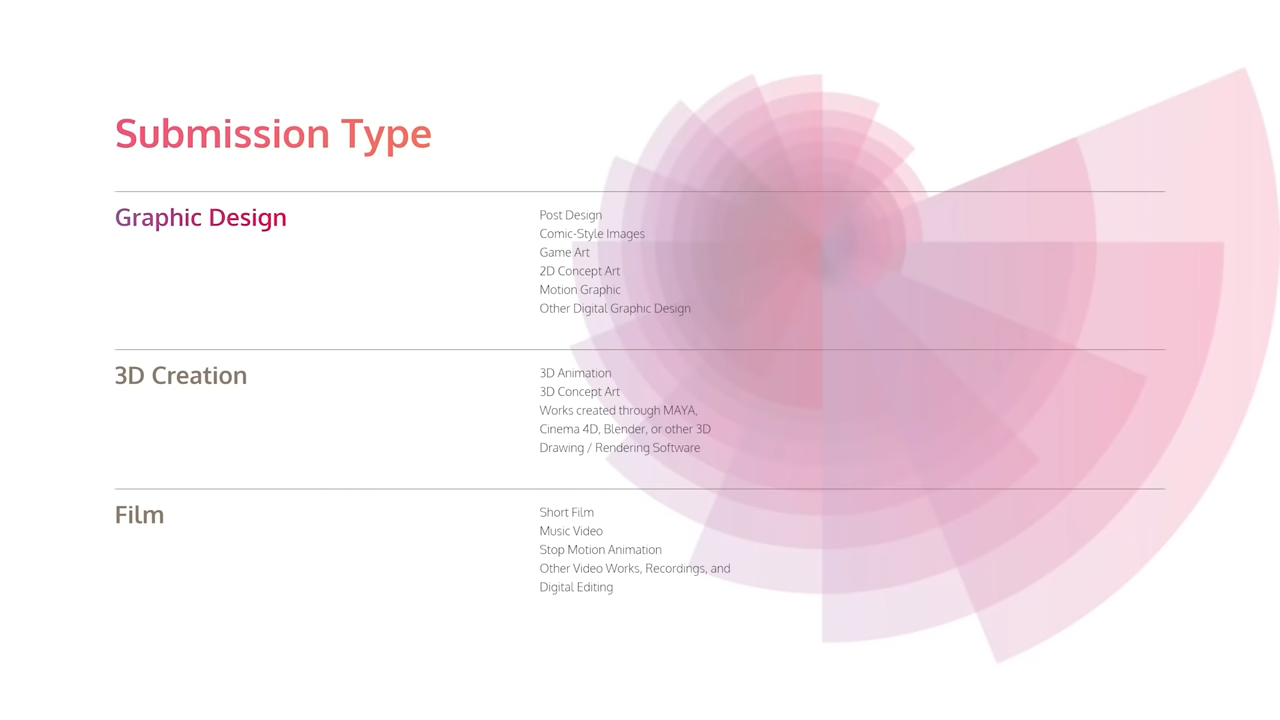 Submission Type
Graphic Design
Post Design
Comic-Style Images
Game Art
2D Concept Art
Motion Graphic
Other Digital Graphic Design
3D Creation
3D Animation
3D Concept Art
Works created through MAYA,
Cinema 4D, Blender, or other 3D
Drawing / Rendering Software
Film
Short Film
Music Video
Stop Motion Animation
Other Video Works, Recordings, and
Digital Editing